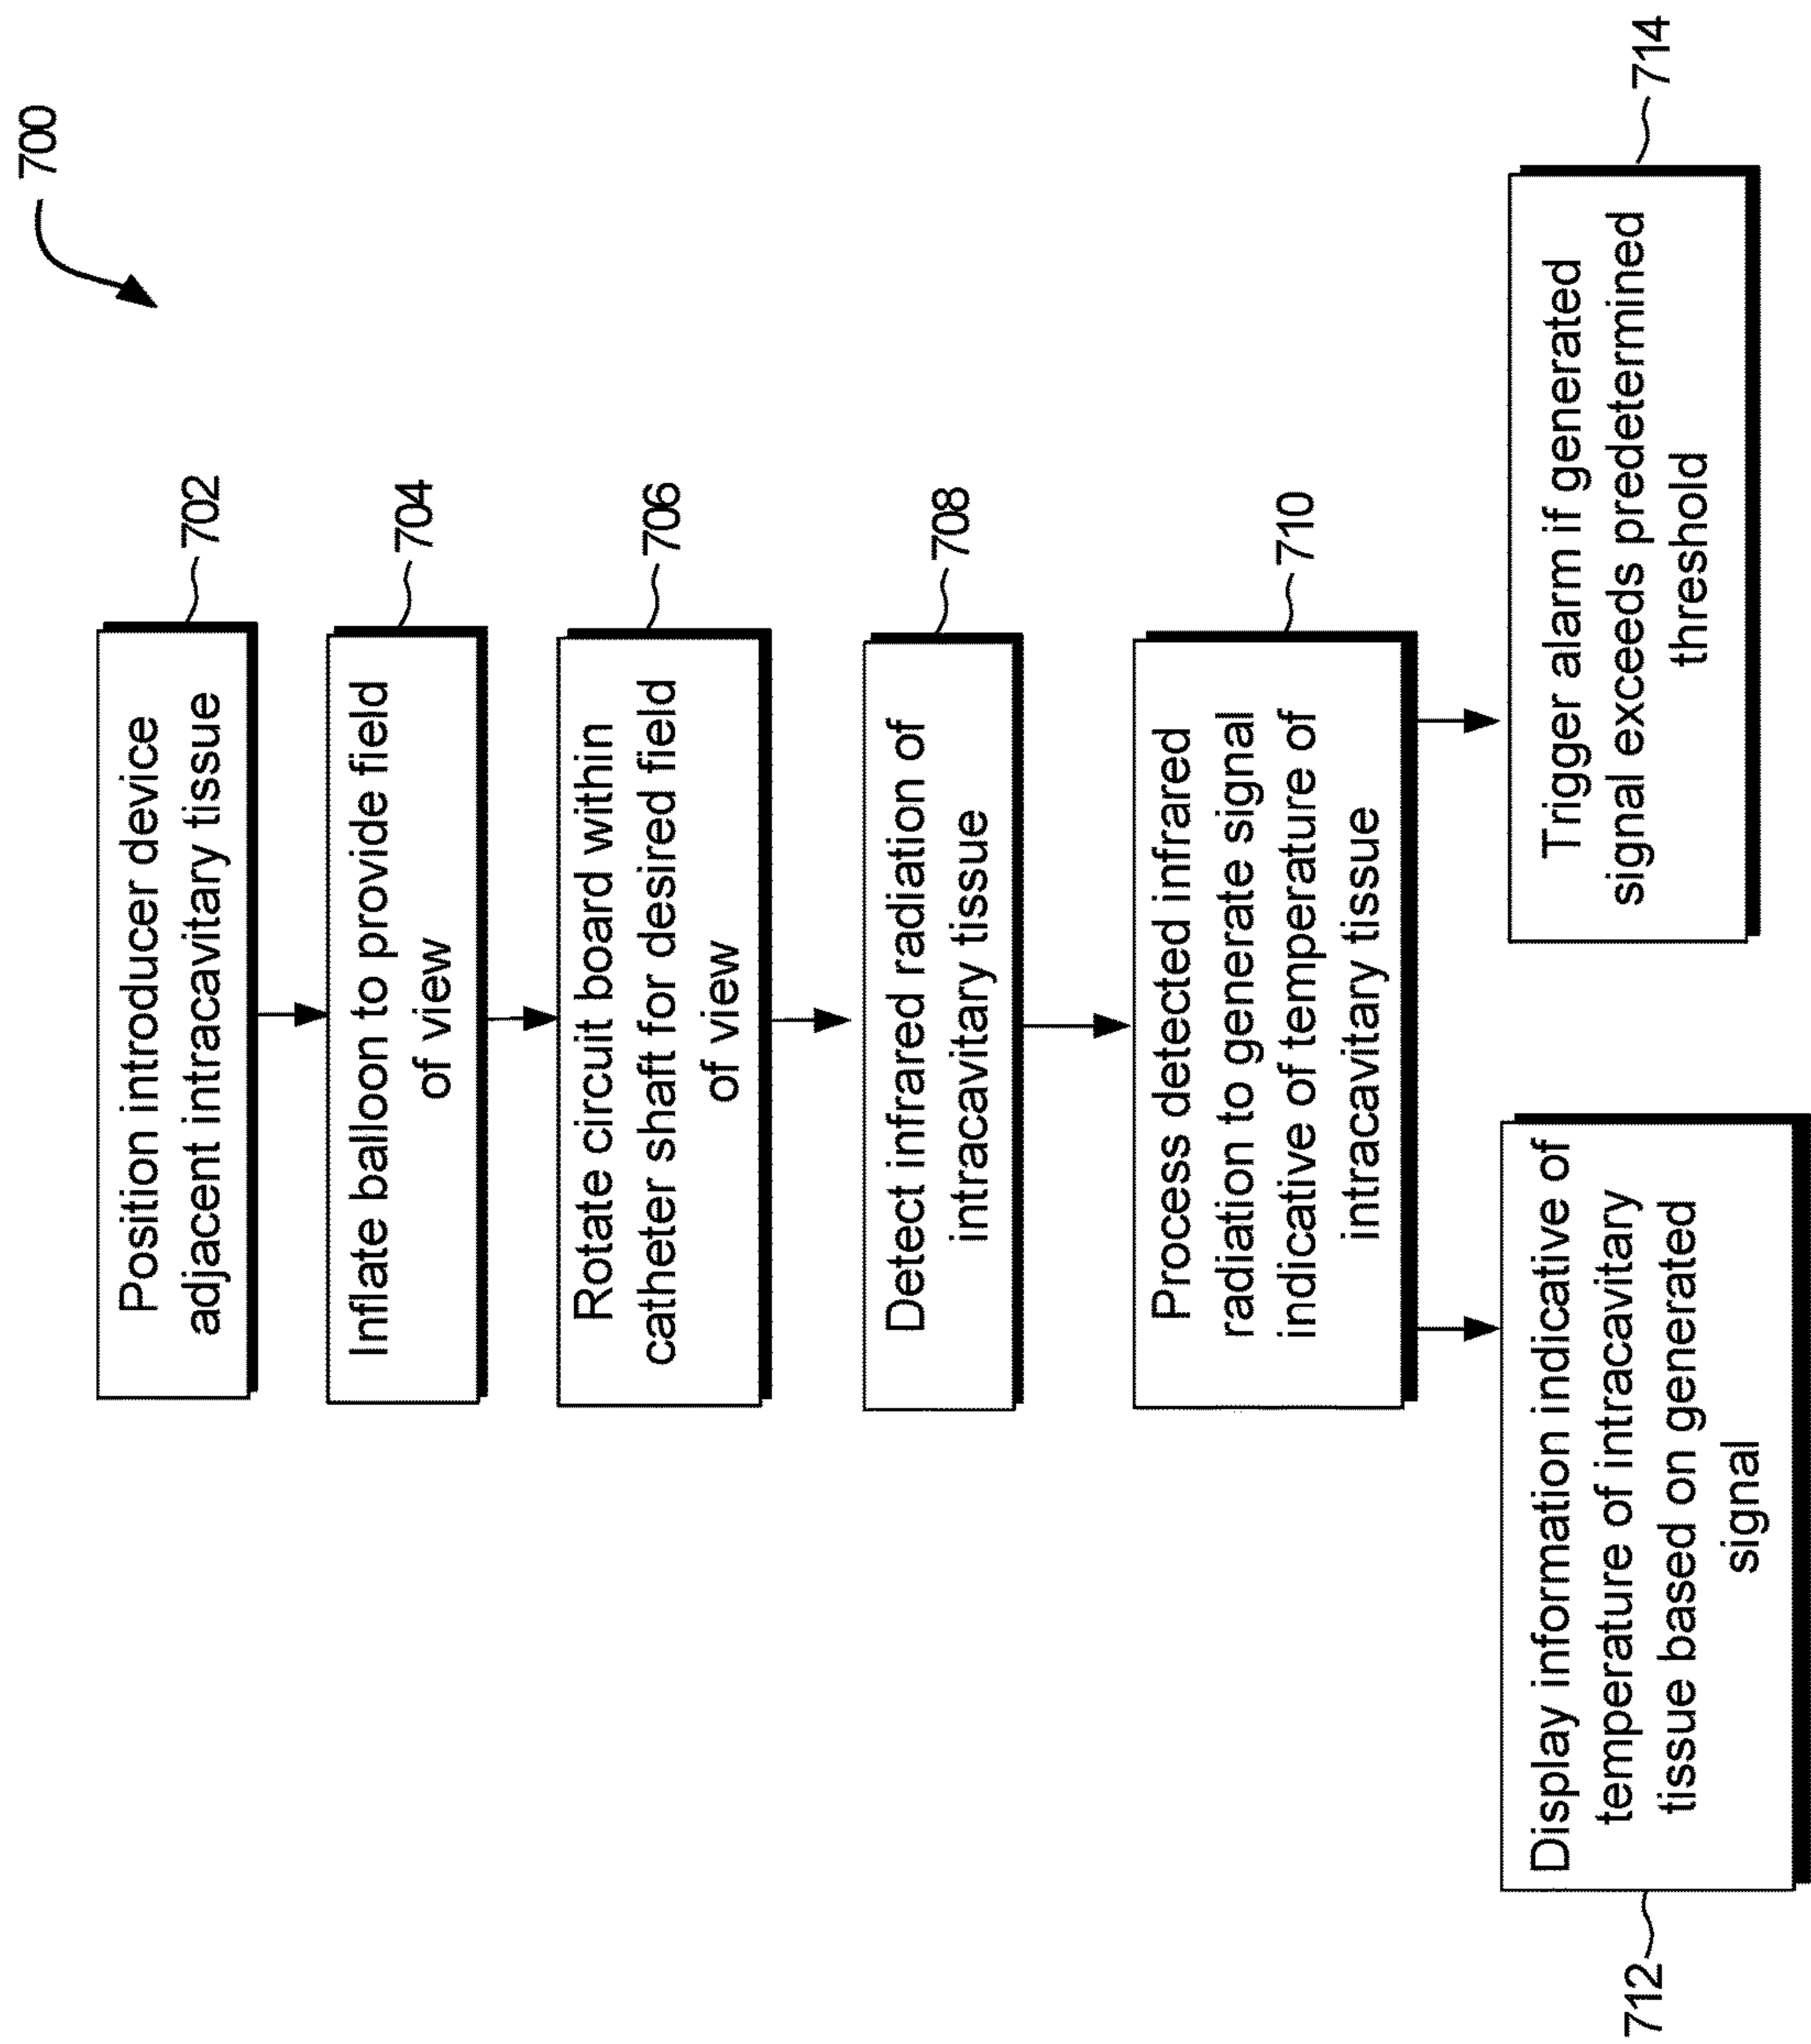 700
Position introducer device
adjacent intracavitary tissue
702
Inflate balloon to provide field
of view
704
Rotate circuit board within
catheter shaft for desired field
of view
706
Detect infrared radiation of
intracavitary tissue
708
Process detected infrared
radiation to generate signal
indicative of temperature of
intracavitary tissue
710
Display information indicative of
temperature of intracavitary
tissue based on generated
signal
712
Trigger alarm if generated
signal exceeds predetermined
threshold
714